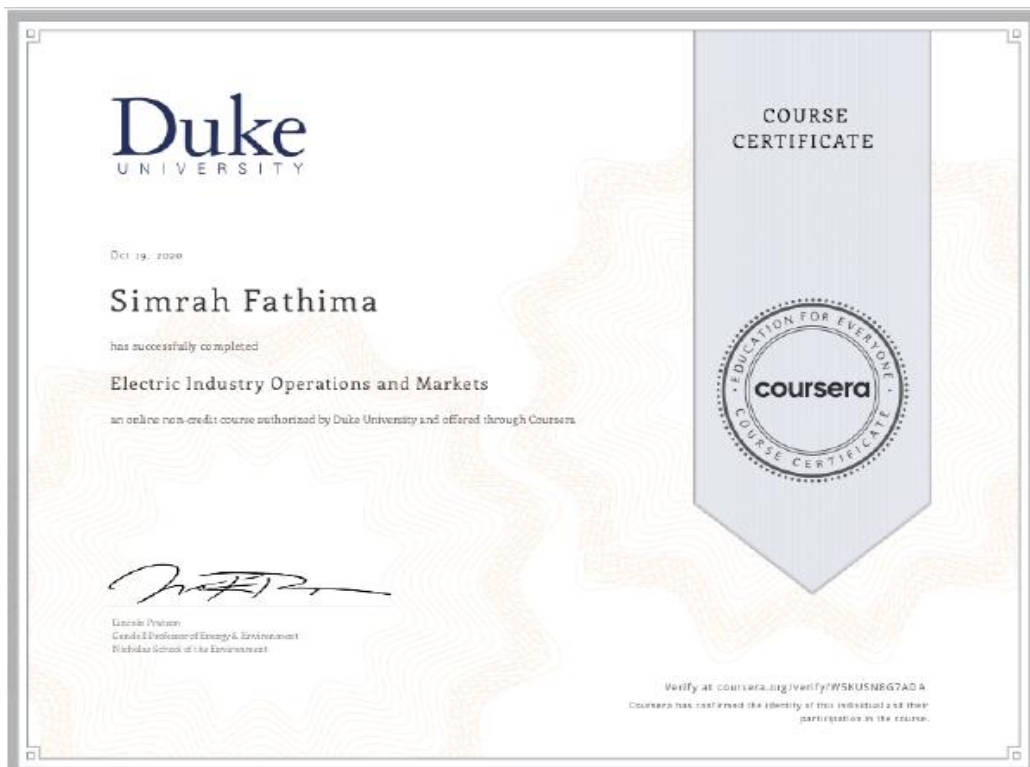 Duke
UNIVERSITY
COURSE
CERTIFICATE
Oct 19, 2020
Simrah Fathima
has successfully completed
Electric Industry Operations and Markets
an online non-credit course authorized by Duke University and offered through Coursera
EDUCATION FOR EVERYONE
coursera
COURSE CERTIFICATE
Lincoln Pratson
Gendell Professor of Energy & Environment
Nicholas School of the Environment
Verify at coursera.org/verify/W5KUSN8G7ADA
Coursera has confirmed the identity of this individual and their
participation in the course.